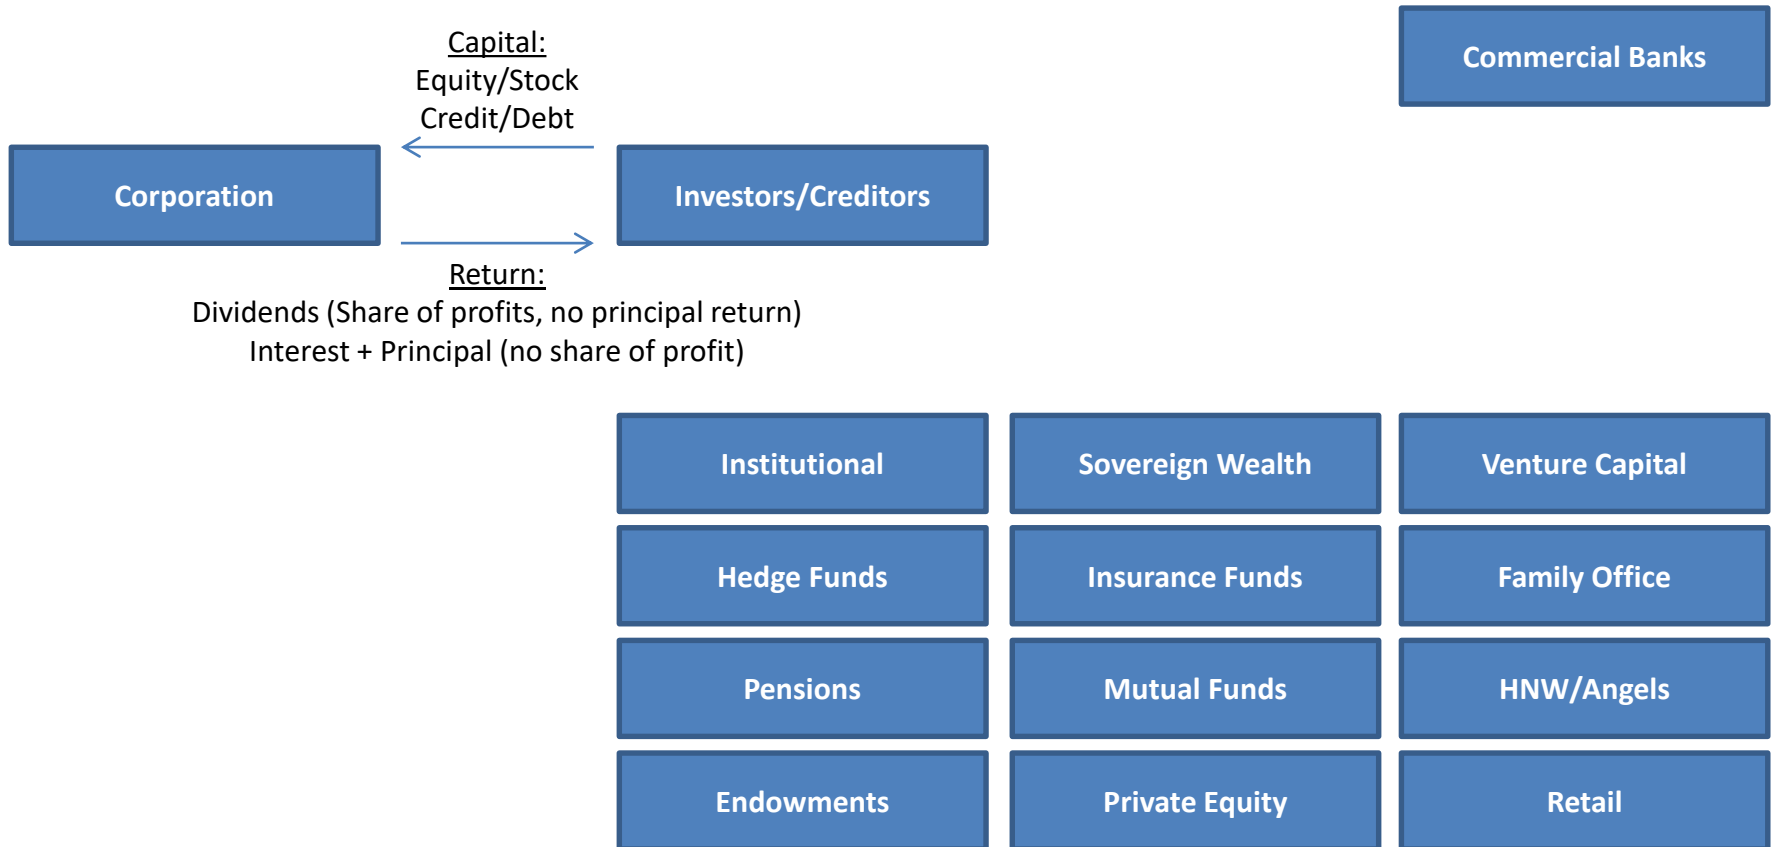 Commercial Banks
Capital:
Equity/Stock
Credit/Debt
Corporation
Investors/Creditors
Return:
Dividends (Share of profits, no principal return)
Interest + Principal (no share of profit)
Institutional
Sovereign Wealth
Venture Capital
Hedge Funds
Insurance Funds
Family Office
Pensions
Mutual Funds
HNW/Angels
Endowments
Private Equity
Retail